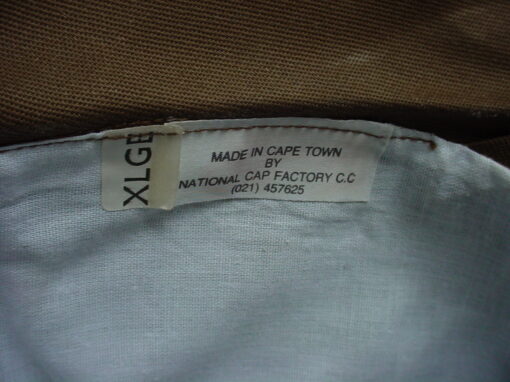 XLGE
MADE IN CAPE TOWN
BY
NATIONAL CAP FACTORY C.C
(021) 457625